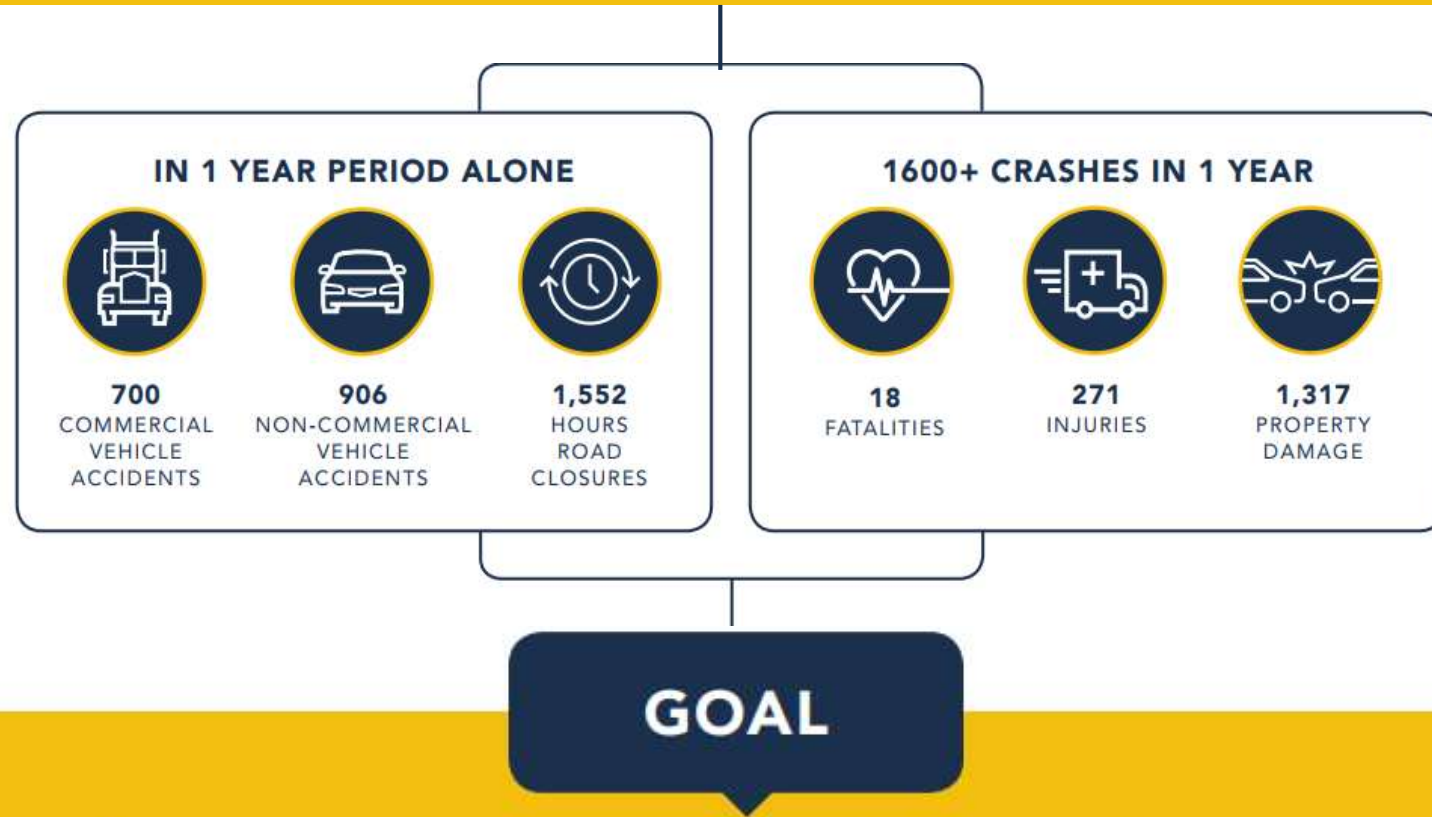 IN 1 YEAR PERIOD ALONE
700
COMMERCIAL
VEHICLE
ACCIDENTS
906
NON-COMMERCIAL
VEHICLE
ACCIDENTS
1,552
HOURS
ROAD
CLOSURES
1600+ CRASHES IN 1 YEAR
18
FATALITIES
271
INJURIES
1,317
PROPERTY
DAMAGE
GOAL